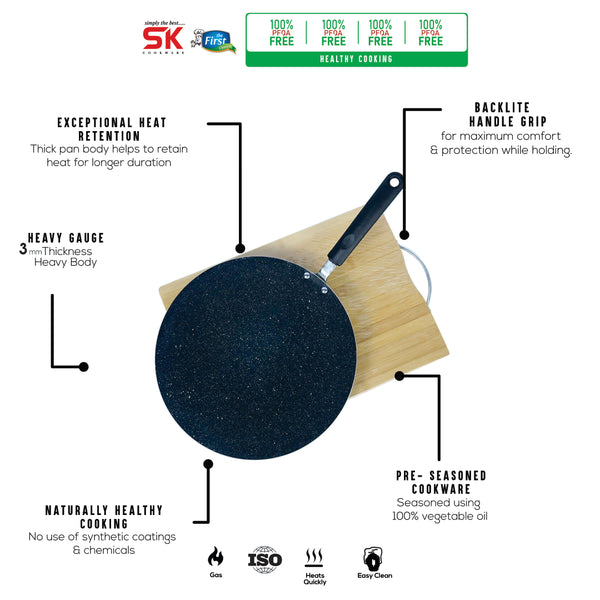 simply the best.....
SK
COOKWARE
The
First
100% 100% 100% 100%
PFOA PFOA PFOA PFOA
FREE FREE FREE FREE
HEALTHY COOKING
EXCEPTIONAL HEAT
RETENTION
Thick pan body helps to retain
heat for longer duration
BACKLITE
HANDLE GRIP
for maximum comfort
& protection while holding.
HEAVY GAUGE
3mmThickness
Heavy Body
PRE- SEASONED
COOKWARE
Seasoned using
100% vegetable oil
NATURALLY HEALTHY
COOKING
No use of synthetic coatings
& chemicals
ISO
Gas
Heats
Quickly
Easy Clean